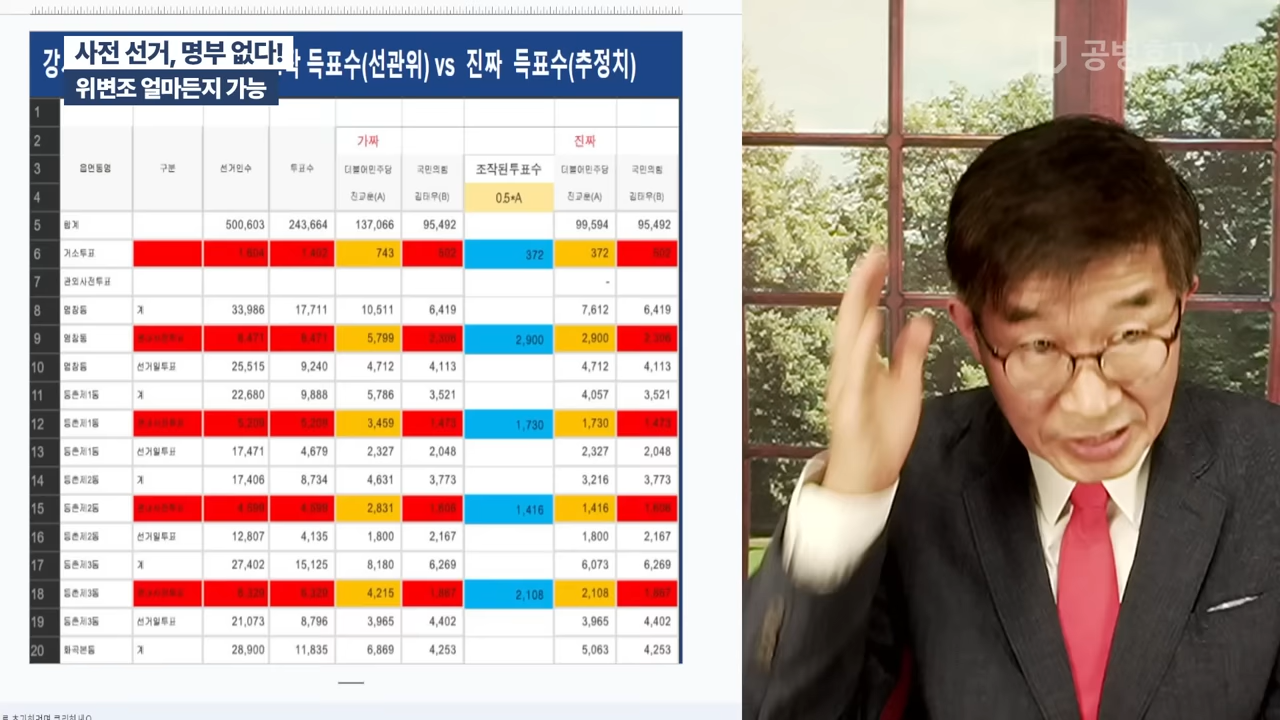 사전 선거, 명부 없다!
위변조 얼마든지 가능
득표수(선관위) vs 진짜 득표수(추정치)
공병호TV
1
2 가짜 진짜
3 읍면동명 구분 선거인수 투표수 더불어민주당 국민의힘 조작된투표수 더불어민주당 국민의힘
4 진교훈(A) 김태우(B) 0.5*A 진교훈(A) 김태우(B)
5 합계 500,603 243,664 137,066 95,492 99,594 95,492
6 거소투표 743 372 372
7 관외사전투표 -
8 염창동 계 33,986 17,711 10,511 6,419 7,612 6,419
9 염창동 5,799 2,900 2,900
10 염창동 선거일투표 25,515 9,240 4,712 4,113 4,712 4,113
11 등촌제1동 계 22,680 9,888 5,786 3,521 4,057 3,521
12 등촌제1동 3,459 1,473 1,730 1,730 1,473
13 등촌제1동 선거일투표 17,471 4,679 2,327 2,048 2,327 2,048
14 등촌제2동 계 17,406 8,734 4,631 3,773 3,216 3,773
15 등촌제2동 2,831 1,416 1,416
16 등촌제2동 선거일투표 12,807 4,135 1,800 2,167 1,800 2,167
17 등촌제3동 계 27,402 15,125 8,180 6,269 6,073 6,269
18 등촌제3동 4,215 1,867 2,108 2,108 1,867
19 등촌제3동 선거일투표 21,073 8,796 3,965 4,402 3,965 4,402
20 화곡본동 계 28,900 11,835 6,869 4,253 5,063 4,253